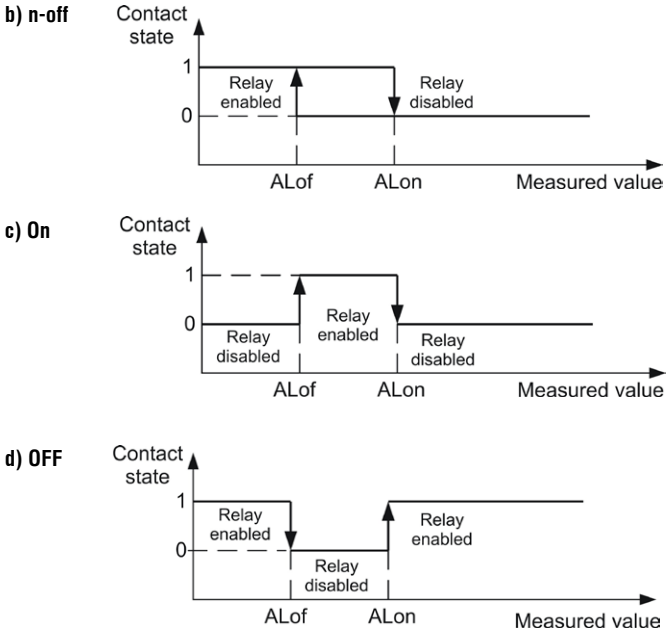 b) n-off
Contact
state
1
Relay
enabled
Relay
disabled
0
ALof
ALon
Measured value
c) On
Contact
state
1
0
Relay
disabled
Relay
enabled
Relay
disabled
ALof
ALon
Measured value
d) OFF
Contact
state
1
Relay
enabled
Relay
enabled
0
Relay
disabled
ALof
ALon
Measured value